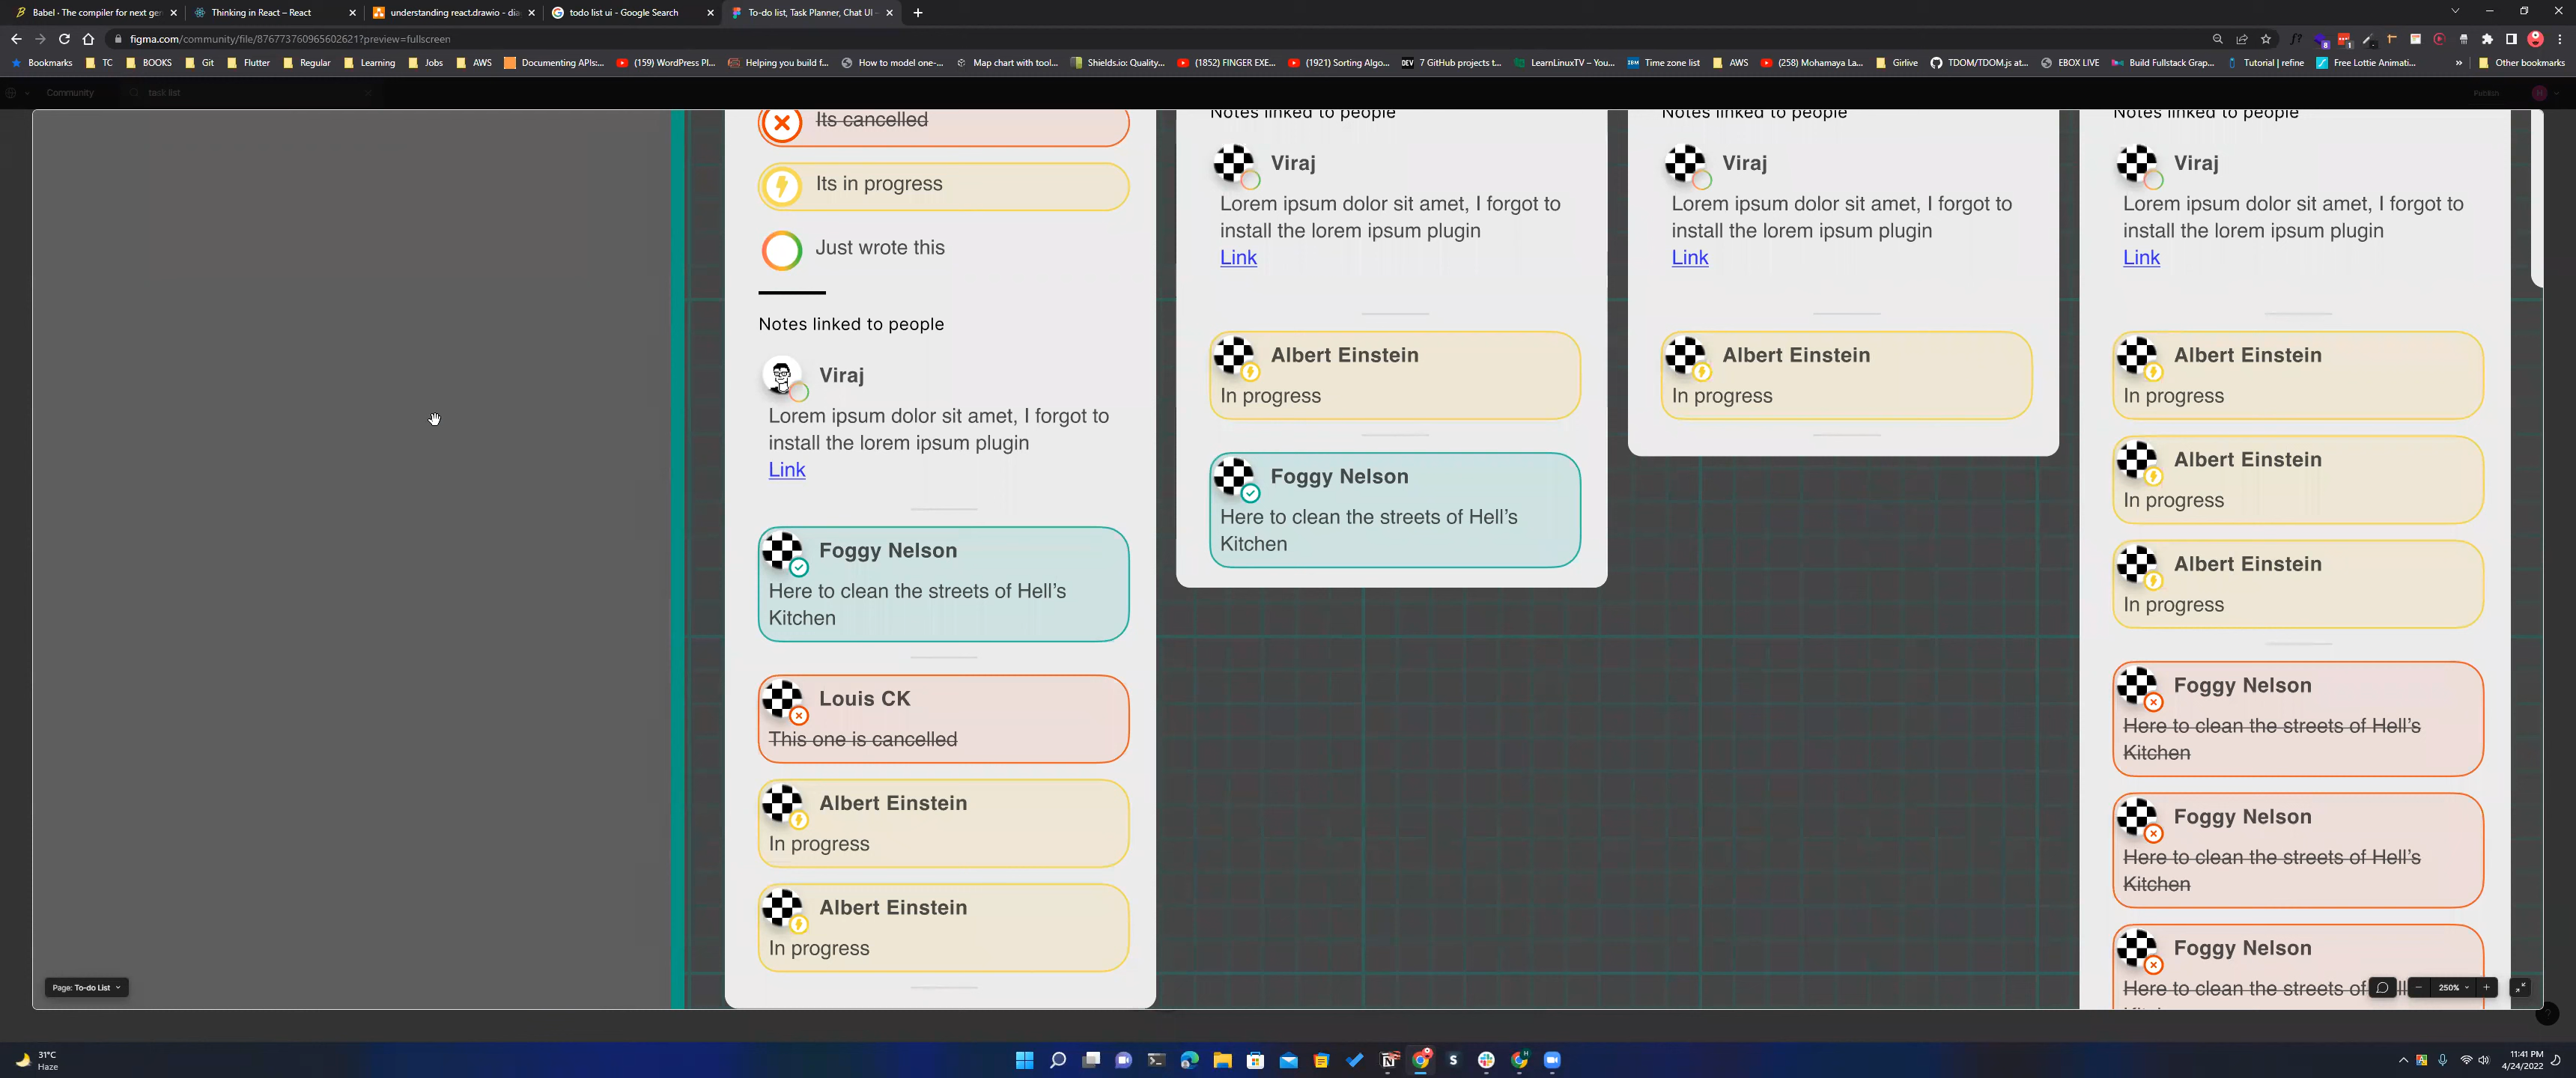 Babel · The compiler for next gen
Thinking in React – React
understanding react.drawio - dia
todo list ui - Google Search
To-do list, Task Planner, Chat UI –
figma.com/community/file/876773760965602621?preview=fullscreen
Bookmarks
TC
BOOKS
Git
Flutter
Regular
Learning
Jobs
AWS
Documenting APIs:...
(159) WordPress Pl...
Helping you build f...
How to model one-...
Map chart with tool...
Shields.io: Quality...
(1852) FINGER EXE...
(1921) Sorting Algo...
7 GitHub projects t...
LearnLinuxTV – You...
Time zone list
AWS
(258) Mohamaya La...
Girlive
TDOM/TDOM.js at...
EBOX LIVE
Build Fullstack Grap...
Tutorial | refine
Free Lottie Animati...
Other bookmarks
Community
task list
Publish
Its cancelled
Its in progress
Just wrote this
Notes linked to people
Viraj
Lorem ipsum dolor sit amet, I forgot to
install the lorem ipsum plugin
Link
Foggy Nelson
Here to clean the streets of Hell's
Kitchen
Louis CK
This one is cancelled
Albert Einstein
In progress
Albert Einstein
In progress
Notes linked to people
Viraj
Lorem ipsum dolor sit amet, I forgot to
install the lorem ipsum plugin
Link
Albert Einstein
In progress
Foggy Nelson
Here to clean the streets of Hell's
Kitchen
Notes linked to people
Viraj
Lorem ipsum dolor sit amet, I forgot to
install the lorem ipsum plugin
Link
Albert Einstein
In progress
Notes linked to people
Viraj
Lorem ipsum dolor sit amet, I forgot to
install the lorem ipsum plugin
Link
Albert Einstein
In progress
Albert Einstein
In progress
Albert Einstein
In progress
Foggy Nelson
Here to clean the streets of Hell's
Kitchen
Foggy Nelson
Here to clean the streets of Hell's
Kitchen
Foggy Nelson
Here to clean the streets of
Page: To-do List
250%
31°C
Haze
11:41 PM
4/24/2022